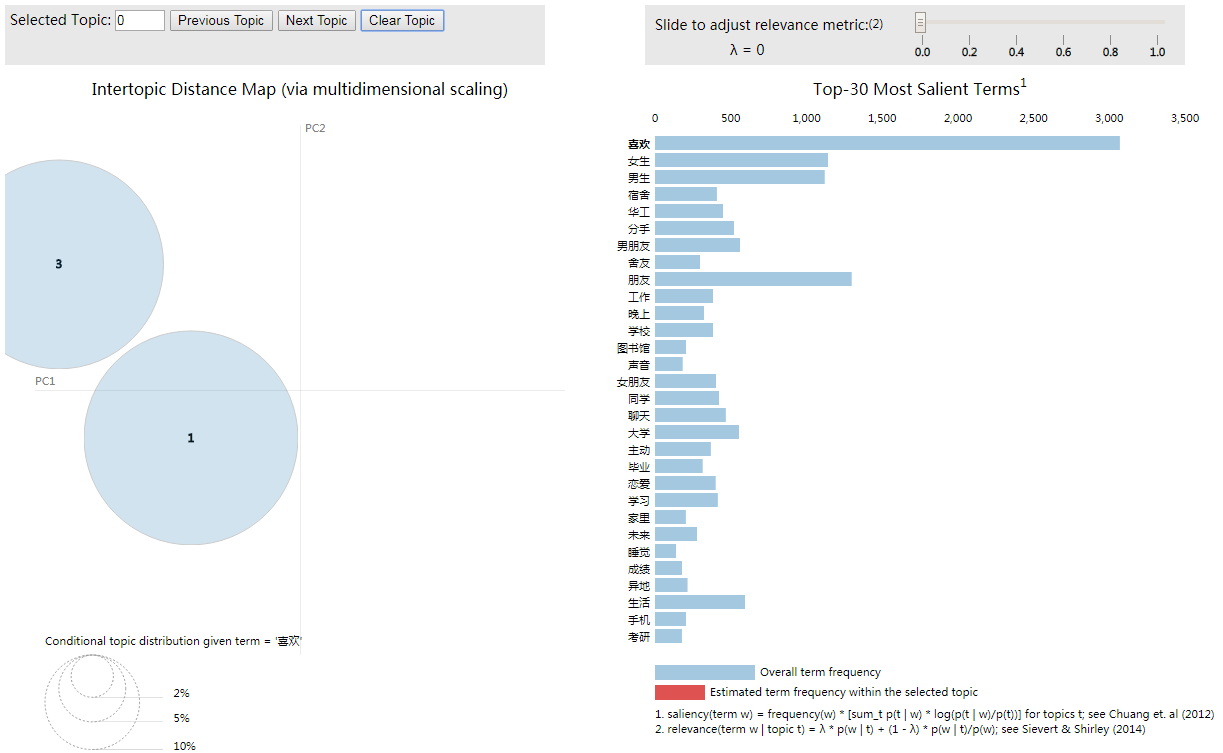 Selected Topic: 0 Previous Topic Next Topic Clear Topic
Slide to adjust relevance metric:(2)
λ = 0
0.0 0.2 0.4 0.6 0.8 1.0
Intertopic Distance Map (via multidimensional scaling)
PC2
3
PC1
1
Conditional topic distribution given term = '喜欢'
2%
5%
10%
Top-30 Most Salient Terms1
0 500 1,000 1,500 2,000 2,500 3,000 3,500
喜欢
女生
男生
宿舍
华工
分手
男朋友
舍友
朋友
工作
晚上
学校
图书馆
声音
女朋友
同学
聊天
大学
主动
毕业
恋爱
学习
家里
未来
睡觉
成绩
异地
生活
手机
考研
Overall term frequency
Estimated term frequency within the selected topic
1. saliency(term w) = frequency(w) * [sum_t p(t | w) * log(p(t | w)/p(t))] for topics t; see Chuang et. al (2012)
2. relevance(term w | topic t) = λ * p(w | t) + (1 - λ) * p(w | t)/p(w); see Sievert & Shirley (2014)